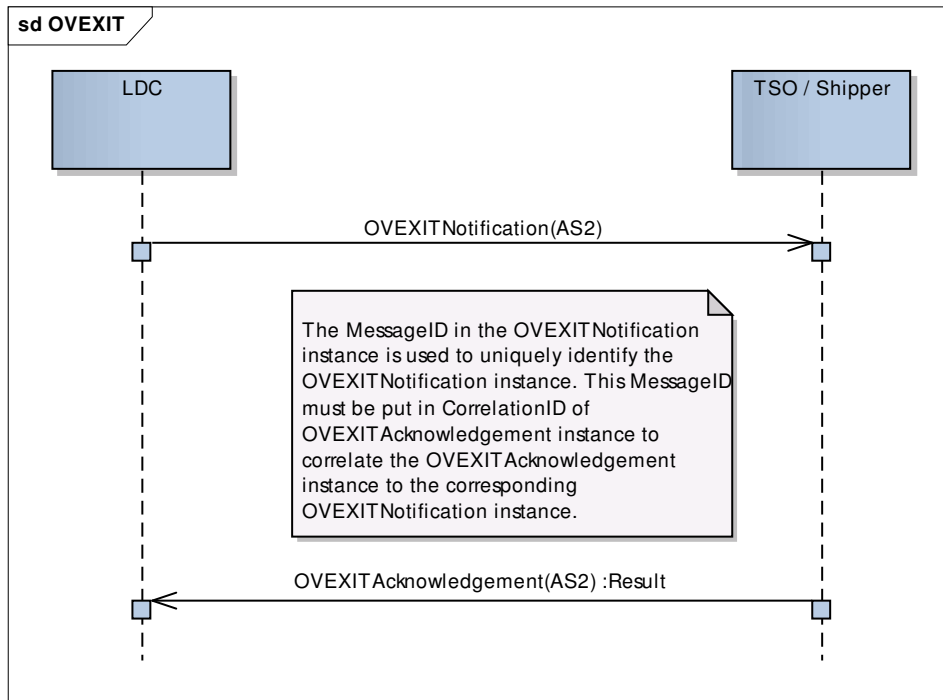 sd OVEXIT
LDC
TSO / Shipper
OVEXITNotification(AS2)
The MessageID in the OVEXITNotification
instance is used to uniquely identify the
OVEXITNotification instance. This MessageID
must be put in CorrelationID of
OVEXITAcknowledgement instance to
correlate the OVEXITAcknowledgement
instance to the corresponding
OVEXITNotification instance.
OVEXITAcknowledgement(AS2) :Result